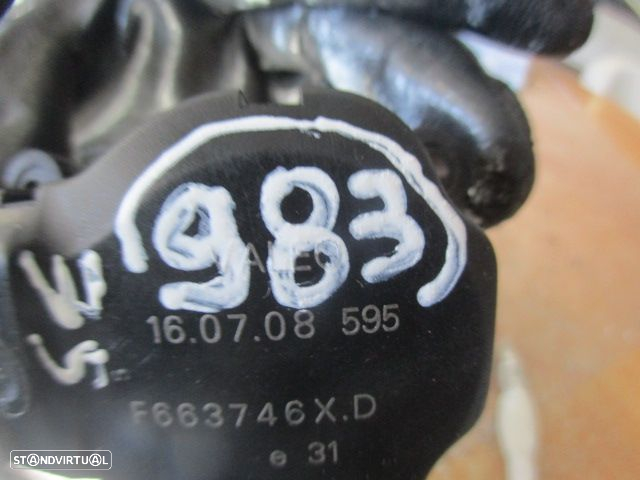 983
VALEO
16.07.08 595
F663746X.D
e 31
STANDVIRTUAL